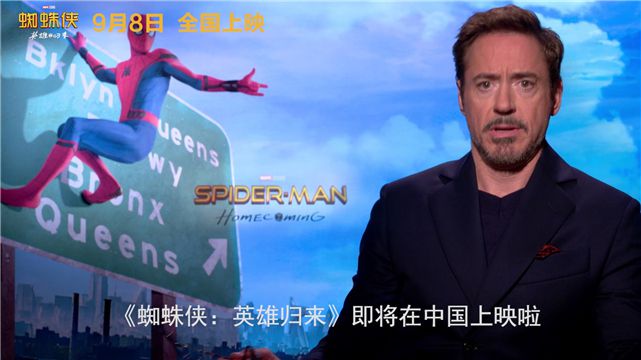 蜘蛛侠
英雄归来
9月8日 全国上映
Bklyn Queens
Bronx
Queens
SPIDER-MAN
HOMECOMING
《蜘蛛侠：英雄归来》即将在中国上映啦